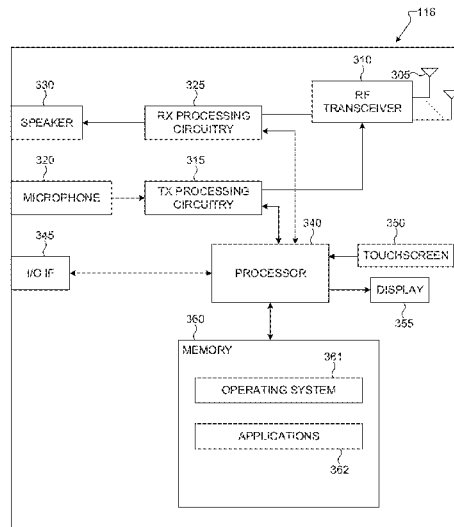 116
310
305
RF
TRANSCEIVER
330
325
SPEAKER
RX PROCESSING
CIRCUITRY
320
315
MICROPHONE
TX PROCESSING
CIRCUITRY
345
340
350
I/O IF
PROCESSOR
TOUCHSCREEN
DISPLAY
355
360
MEMORY
361
OPERATING SYSTEM
APPLICATIONS
362